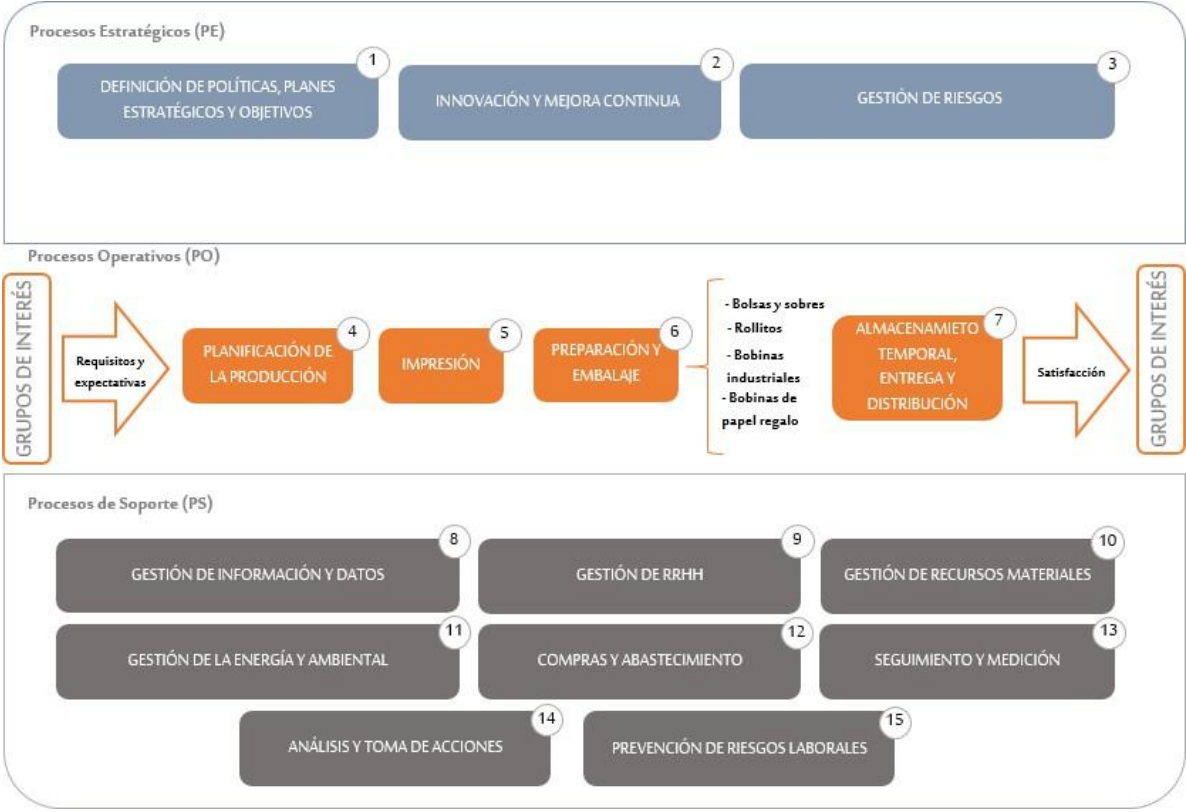 Procesos Estratégicos (PE)
1
DEFINICIÓN DE POLÍTICAS, PLANES
ESTRATÉGICOS Y OBJETIVOS
2
INNOVACIÓN Y MEJORA CONTINUA
3
GESTIÓN DE RIESGOS
Procesos Operativos (PO)
GRUPOS DE INTERÉS
Requisitos y
expectativas
4
PLANIFICACIÓN DE
LA PRODUCCIÓN
5
IMPRESIÓN
6
PREPARACIÓN Y
EMBALAJE
- Bolsas y sobres
- Rollitos
- Bobinas
industriales
- Bobinas de
papel regalo
7
ALMACENAMIETO
TEMPORAL,
ENTREGA Y
DISTRIBUCIÓN
Satisfacción
GRUPOS DE INTERÉS
Procesos de Soporte (PS)
8
GESTIÓN DE INFORMACIÓN Y DATOS
9
GESTIÓN DE RRHH
10
GESTIÓN DE RECURSOS MATERIALES
11
GESTIÓN DE LA ENERGÍA Y AMBIENTAL
12
COMPRAS Y ABASTECIMIENTO
13
SEGUIMIENTO Y MEDICIÓN
14
ANÁLISIS Y TOMA DE ACCIONES
15
PREVENCIÓN DE RIESGOS LABORALES